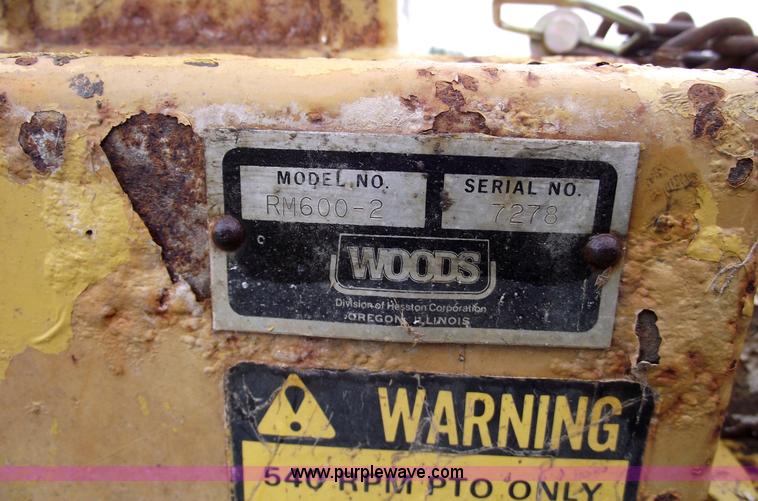 MODEL NO.
RM600-2
SERIAL NO.
7278
WOODS
Division of Hesston Corporation
OREGON, ILLINOIS
WARNING
540 RPM PTO ONLY
www.purplewave.com